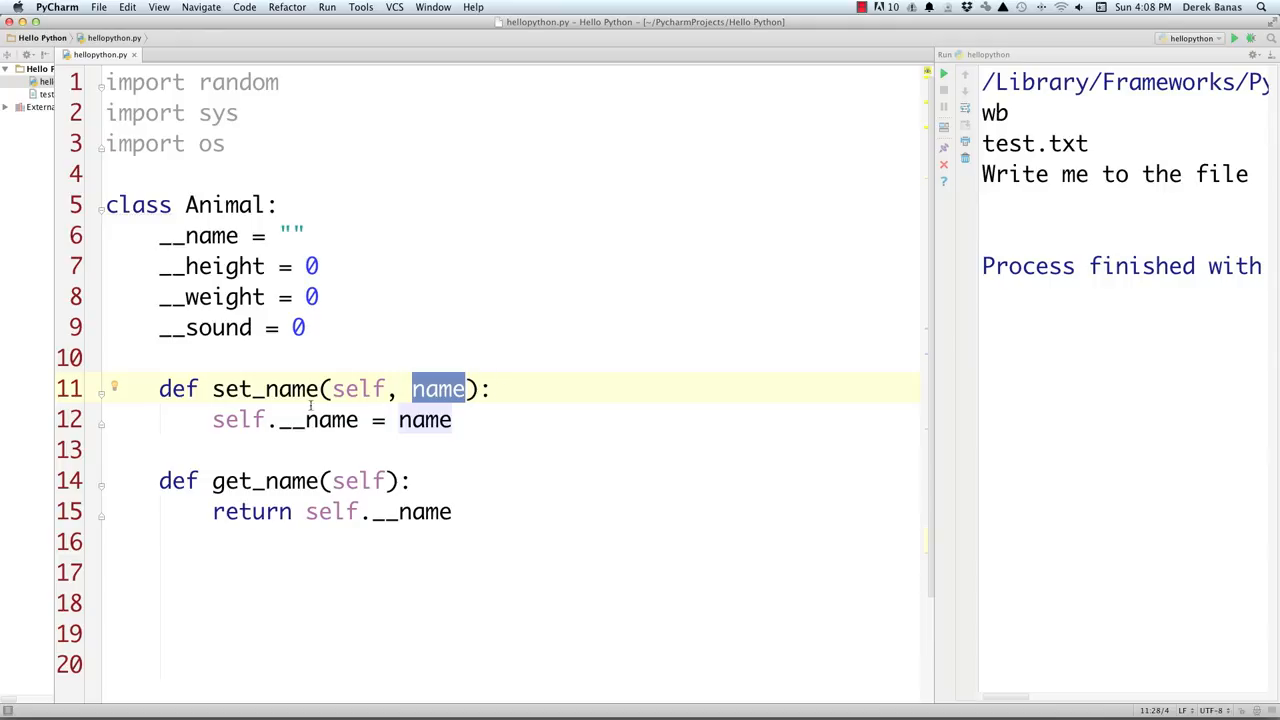 PyCharm File Edit View Navigate Code Refactor Run Tools VCS Window Help 10 Sun 4:08 PM Derek Banas
hellopython.py - [~/PycharmProjects/Hello Python]
Hello Python hellopython.py hellopython
hellopython.py × Run hellopython
Hello P
hello
test
Extern
1 import random
2 import sys
3 import os
4
5 class Animal:
6 __name = ""
7 __height = 0
8 __weight = 0
9 __sound = 0
10
11 def set_name(self, name):
12 self.__name = name
13
14 def get_name(self):
15 return self.__name
16
17
18
19
20
/Library/Frameworks/Py
wb
test.txt
Write me to the file
Process finished with
11:28/4 LF UTF-8